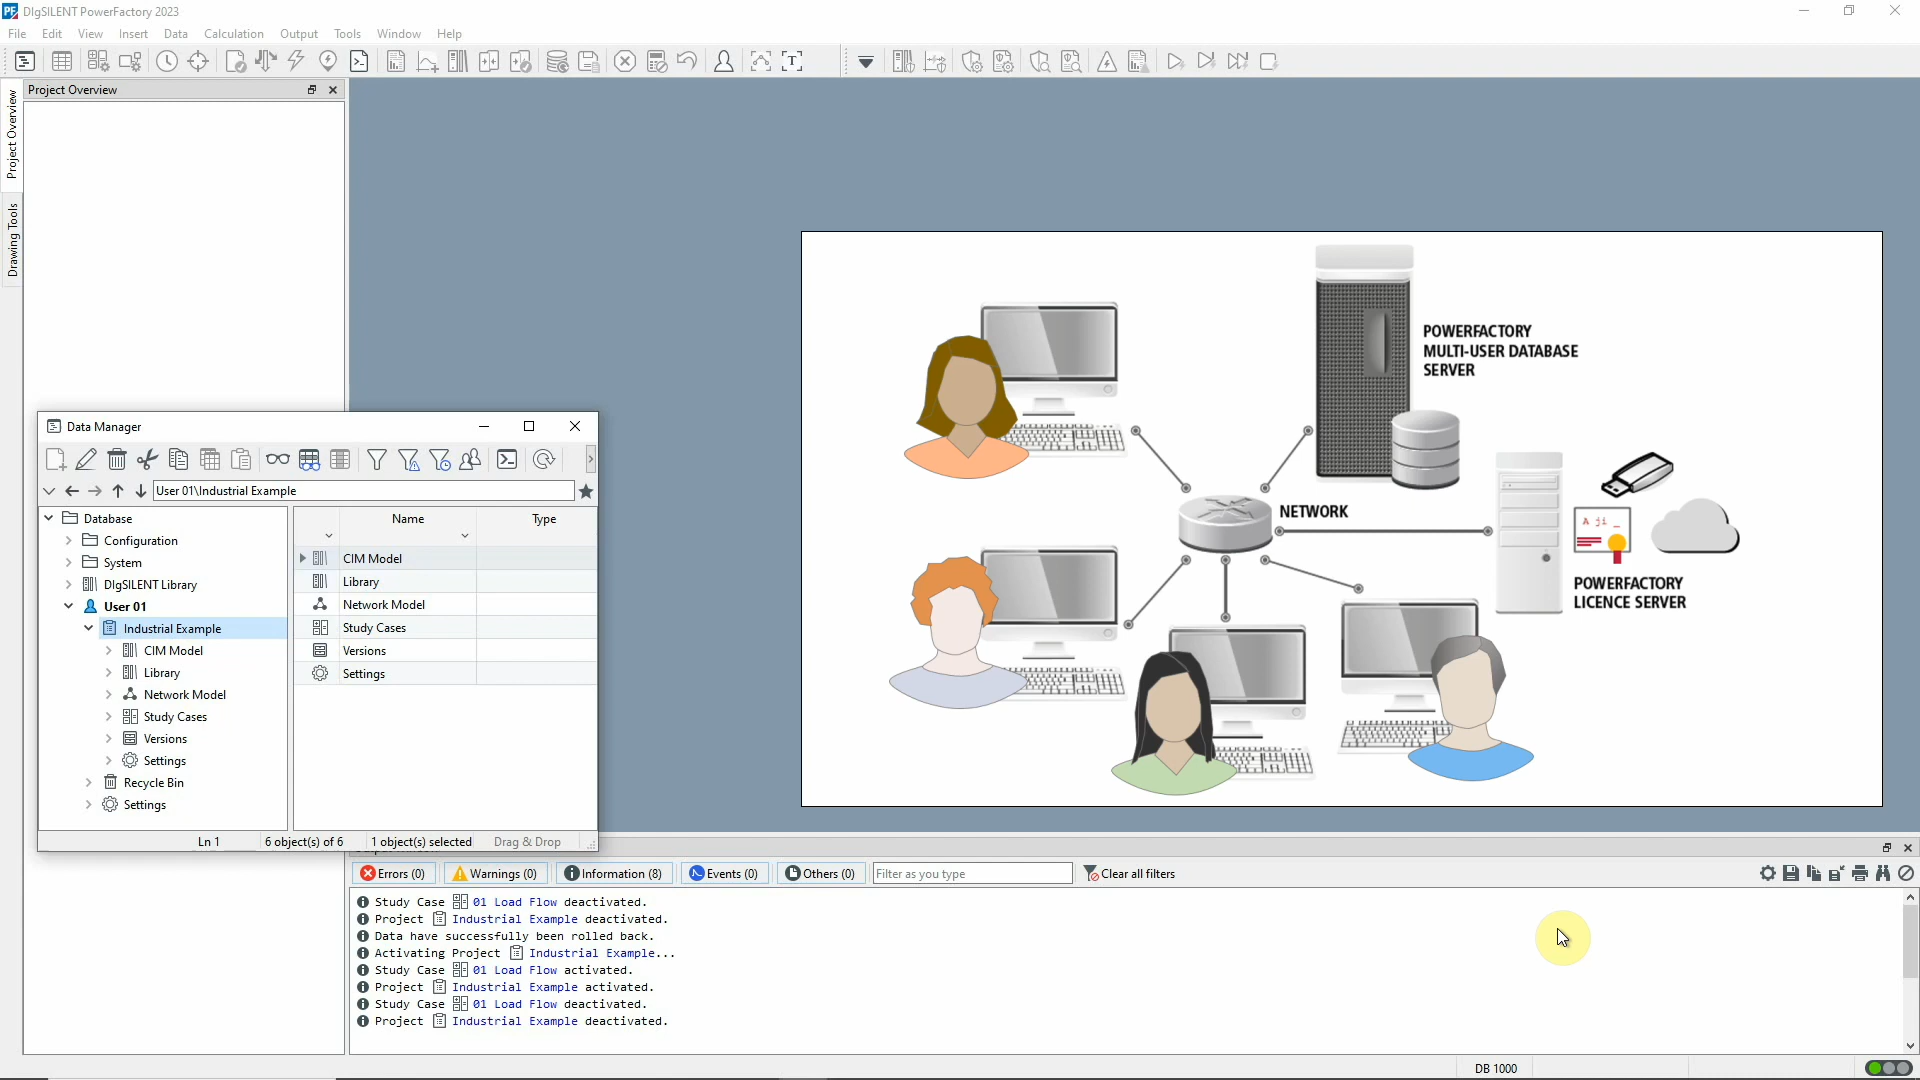 DIgSILENT PowerFactory 2023
File Edit View Insert Data Calculation Output Tools Window Help
Project Overview
Project Overview
Drawing Tools
Data Manager
User 01\Industrial Example
Database
Configuration
System
DIgSILENT Library
User 01
Industrial Example
CIM Model
Library
Network Model
Study Cases
Versions
Settings
Recycle Bin
Settings
Name Type
CIM Model
Library
Network Model
Study Cases
Versions
Settings
Ln 1 6 object(s) of 6 1 object(s) selected Drag & Drop
POWERFACTORY
MULTI-USER DATABASE
SERVER
NETWORK
A ji _
POWERFACTORY
LICENCE SERVER
Errors (0) Warnings (0) Information (8) Events (0) Others (0) Filter as you type Clear all filters
Study Case 01 Load Flow deactivated.
Project Industrial Example deactivated.
Data have successfully been rolled back.
Activating Project Industrial Example...
Study Case 01 Load Flow activated.
Project Industrial Example activated.
Study Case 01 Load Flow deactivated.
Project Industrial Example deactivated.
DB 1000